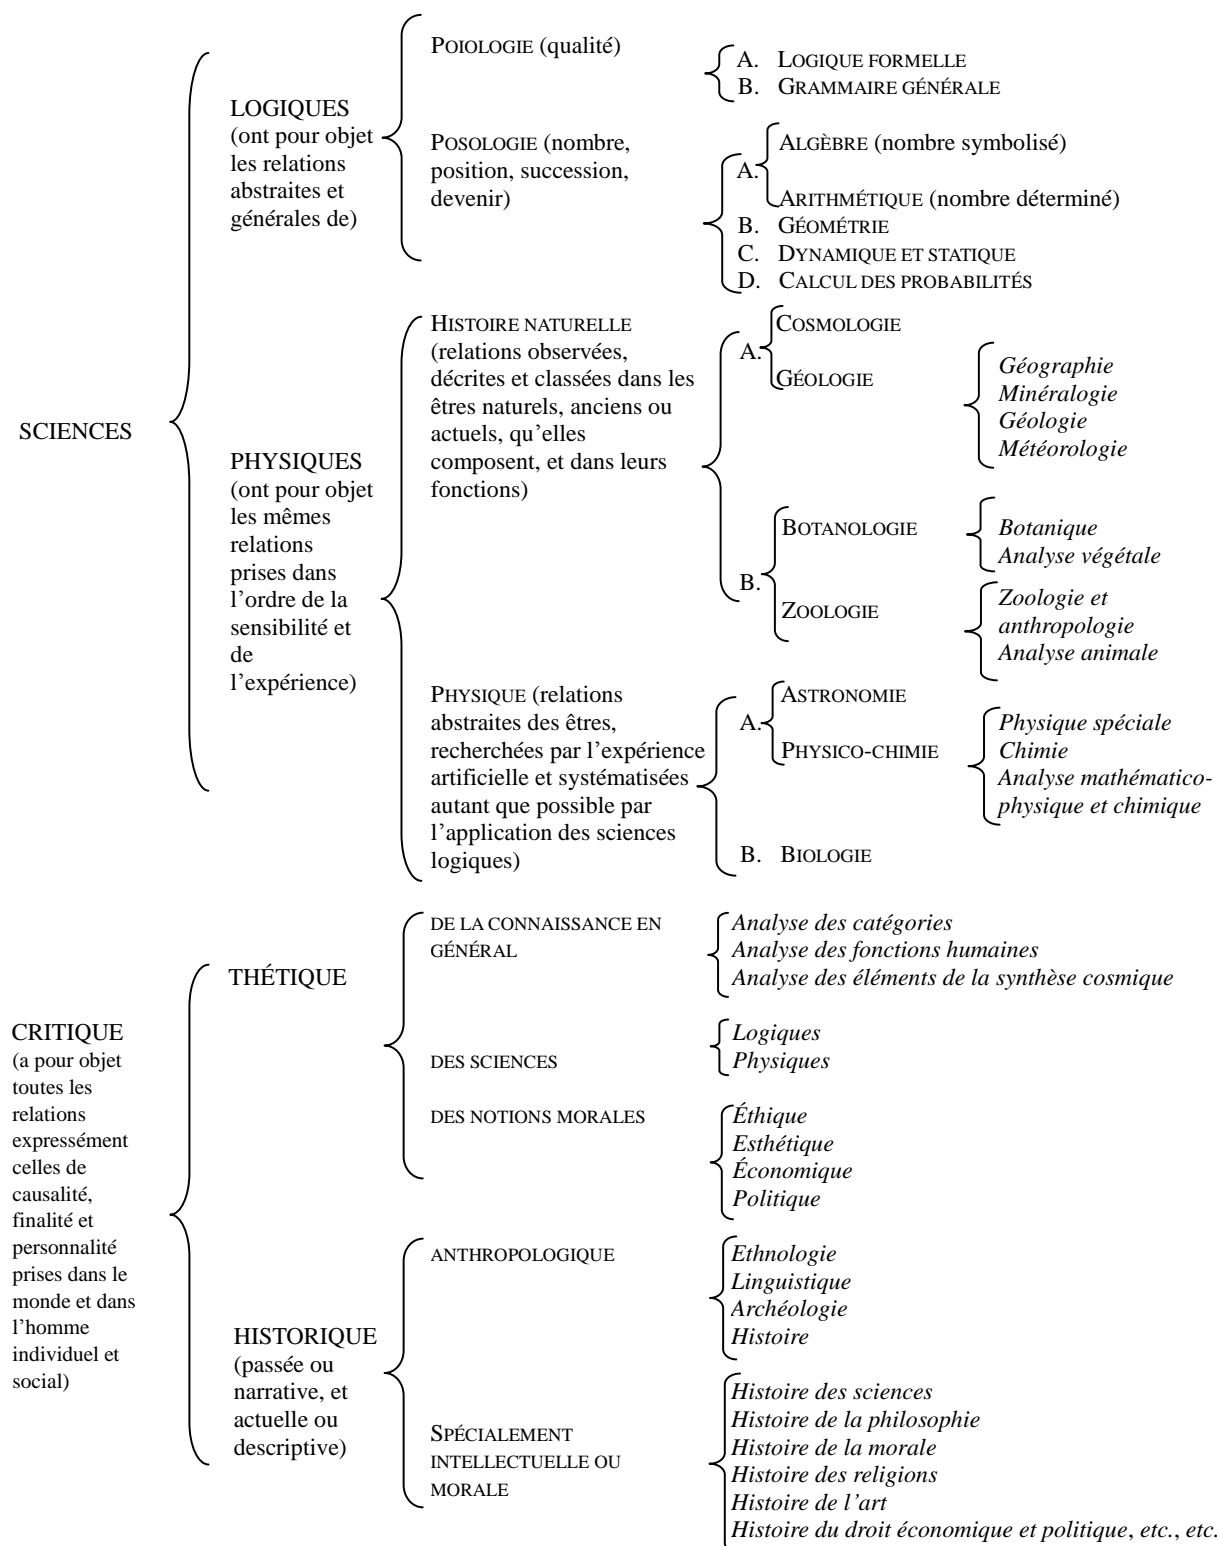 SCIENCES
LOGIQUES
(ont pour objet
les relations
abstraites et
générales de)
POIOLOGIE (qualité)
A. LOGIQUE FORMELLE
B. GRAMMAIRE GÉNÉRALE
POSOLOGIE (nombre,
position, succession,
devenir)
A.
ALGÈBRE (nombre symbolisé)
ARITHMÉTIQUE (nombre déterminé)
B. GÉOMÉTRIE
C. DYNAMIQUE ET STATIQUE
D. CALCUL DES PROBABILITÉS
PHYSIQUES
(ont pour objet
les mêmes
relations
prises dans
l’ordre de la
sensibilité et
de
l’expérience)
HISTOIRE NATURELLE
(relations observées,
décrites et classées dans les
êtres naturels, anciens ou
actuels, qu’elles
composent, et dans leurs
fonctions)
A.
COSMOLOGIE
GÉOLOGIE
Géographie
Minéralogie
Géologie
Météorologie
B.
BOTANOLOGIE
Botanique
Analyse végétale
ZOOLOGIE
Zoologie et
anthropologie
Analyse animale
PHYSIQUE (relations
abstraites des êtres,
recherchées par l’expérience
artificielle et systématisées
autant que possible par
l’application des sciences
logiques)
A.
ASTRONOMIE
PHYSICO-CHIMIE
Physique spéciale
Chimie
Analyse mathématico-
physique et chimique
B. BIOLOGIE
CRITIQUE
(a pour objet
toutes les
relations
expressément
celles de
causalité,
finalité et
personnalité
prises dans le
monde et dans
l’homme
individuel et
social)
THÉTIQUE
DE LA CONNAISSANCE EN
GÉNÉRAL
Analyse des catégories
Analyse des fonctions humaines
Analyse des éléments de la synthèse cosmique
DES SCIENCES
Logiques
Physiques
DES NOTIONS MORALES
Éthique
Esthétique
Économique
Politique
HISTORIQUE
(passée ou
narrative, et
actuelle ou
descriptive)
ANTHROPOLOGIQUE
Ethnologie
Linguistique
Archéologie
Histoire
SPÉCIALEMENT
INTELLECTUELLE OU
MORALE
Histoire des sciences
Histoire de la philosophie
Histoire de la morale
Histoire des religions
Histoire de l’art
Histoire du droit économique et politique, etc., etc.